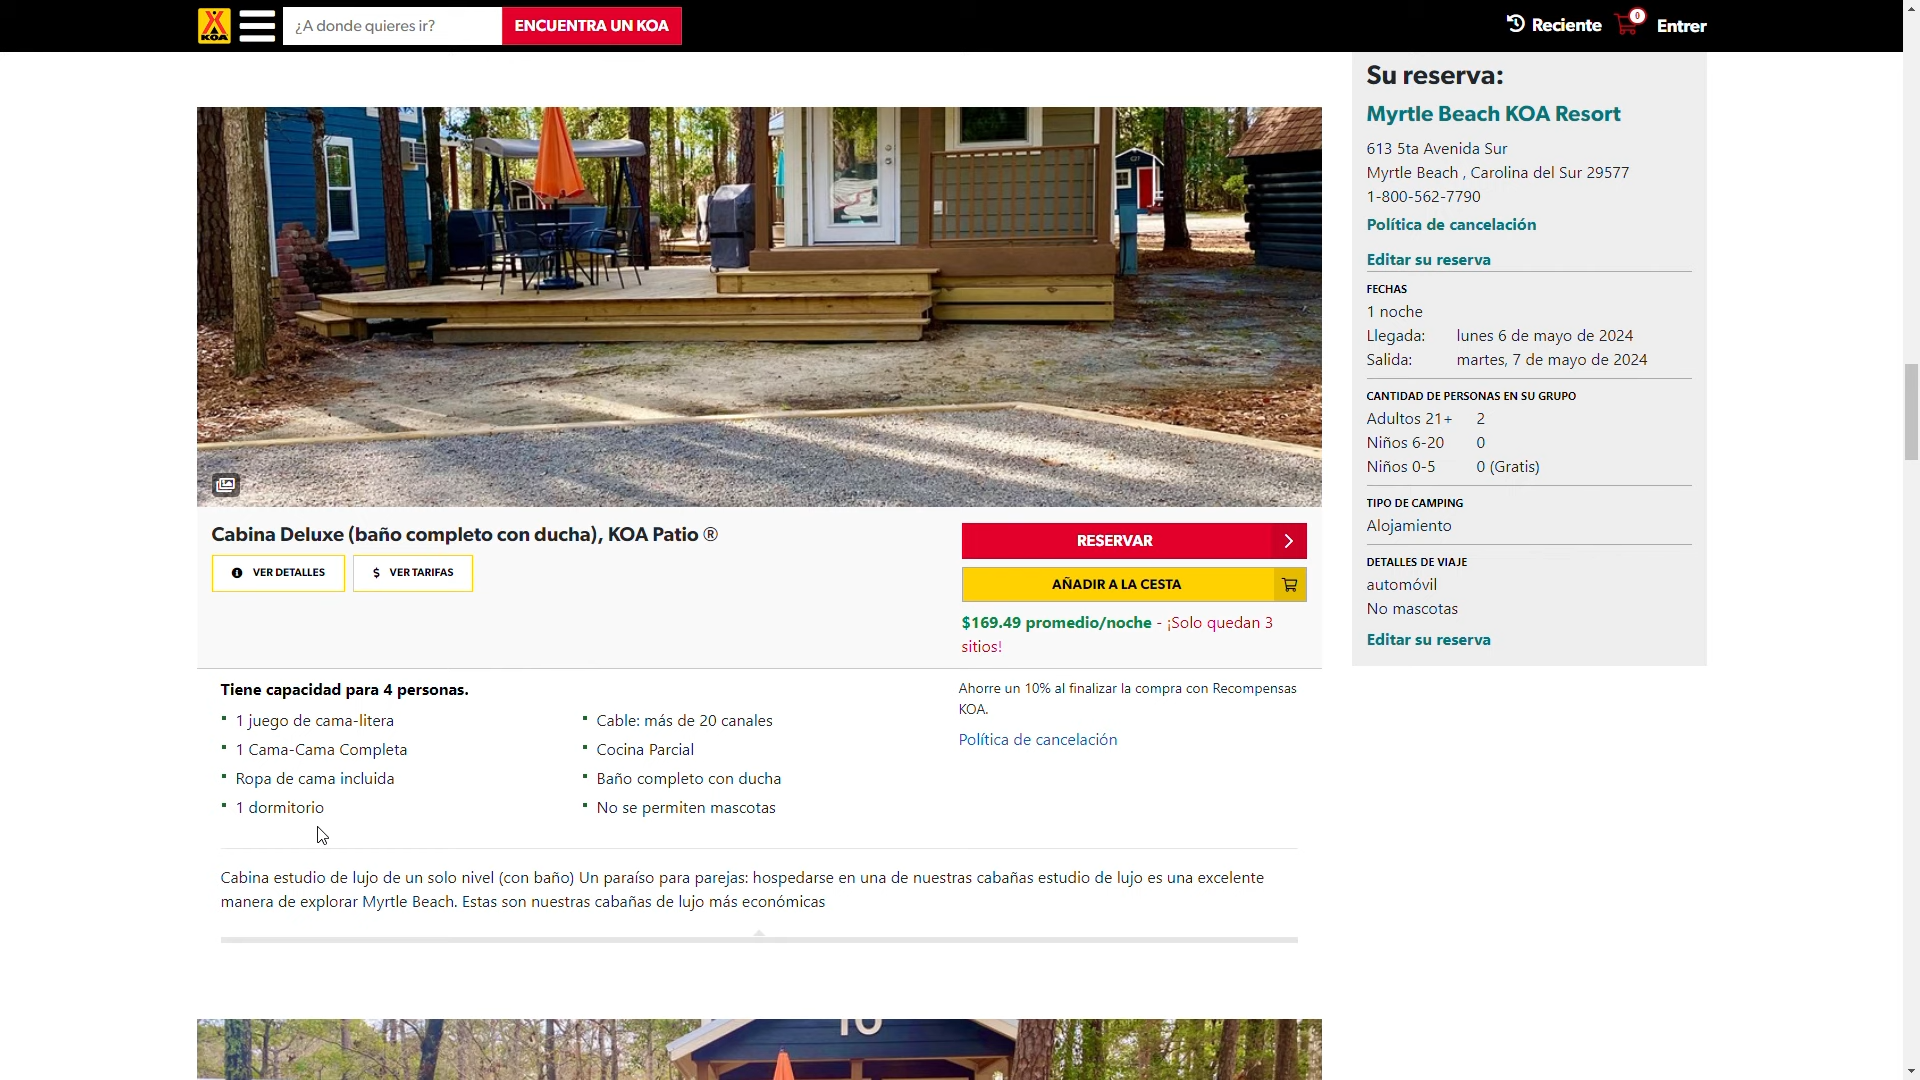 KOA
¿A donde quieres ir?
ENCUENTRA UN KOA
Reciente
0
Entrer
Su reserva:
Myrtle Beach KOA Resort
613 5ta Avenida Sur
Myrtle Beach , Carolina del Sur 29577
1-800-562-7790
Política de cancelación
Editar su reserva
FECHAS
1 noche
Llegada: lunes 6 de mayo de 2024
Salida: martes, 7 de mayo de 2024
CANTIDAD DE PERSONAS EN SU GRUPO
Adultos 21+ 2
Niños 6-20 0
Niños 0-5 0 (Gratis)
TIPO DE CAMPING
Alojamiento
DETALLES DE VIAJE
automóvil
No mascotas
Editar su reserva
Cabina Deluxe (baño completo con ducha), KOA Patio ®
VER DETALLES
$ VER TARIFAS
RESERVAR
AÑADIR A LA CESTA
$169.49 promedio/noche - ¡Solo quedan 3
sitios!
Tiene capacidad para 4 personas.
1 juego de cama-litera
1 Cama-Cama Completa
Ropa de cama incluida
1 dormitorio
Cable: más de 20 canales
Cocina Parcial
Baño completo con ducha
No se permiten mascotas
Ahorre un 10% al finalizar la compra con Recompensas
KOA.
Política de cancelación
Cabina estudio de lujo de un solo nivel (con baño) Un paraíso para parejas: hospedarse en una de nuestras cabañas estudio de lujo es una excelente
manera de explorar Myrtle Beach. Estas son nuestras cabañas de lujo más económicas